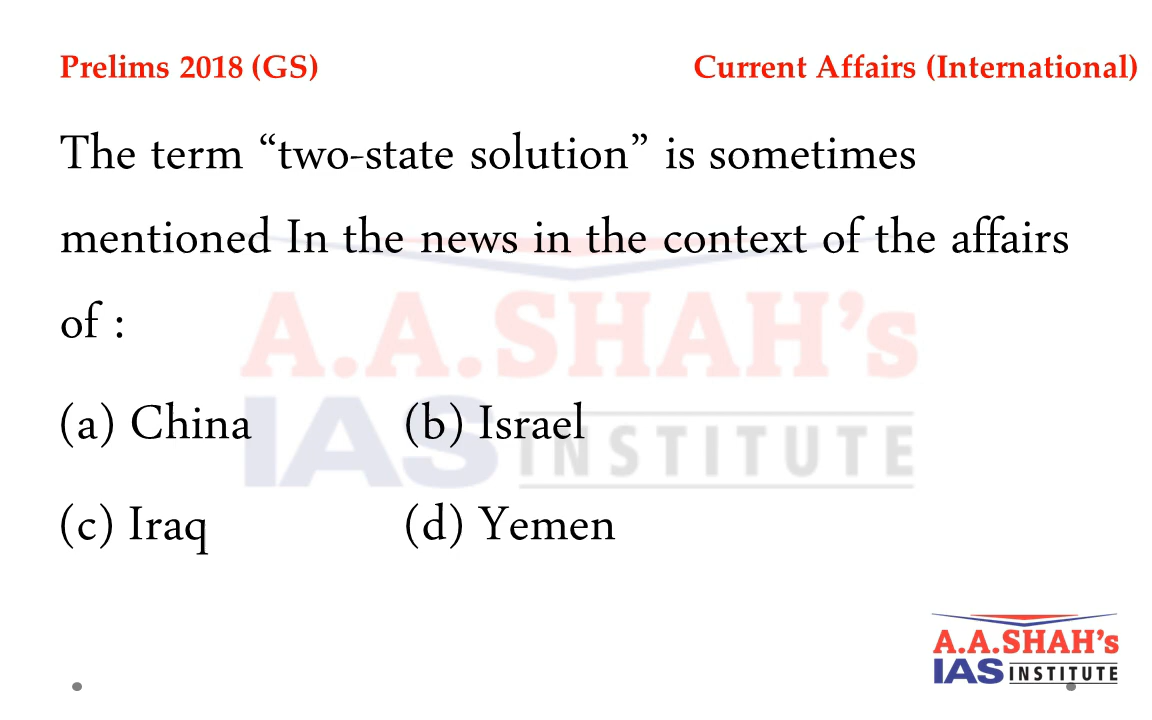 Prelims 2018 (GS) Current Affairs (International)
The term “two-state solution” is sometimes
mentioned In the news in the context of the affairs
of :
A.A.SHAH’s
IAS INSTITUTE
(a) China (b) Israel
(c) Iraq (d) Yemen
A.A.SHAH’s
IAS INSTITUTE